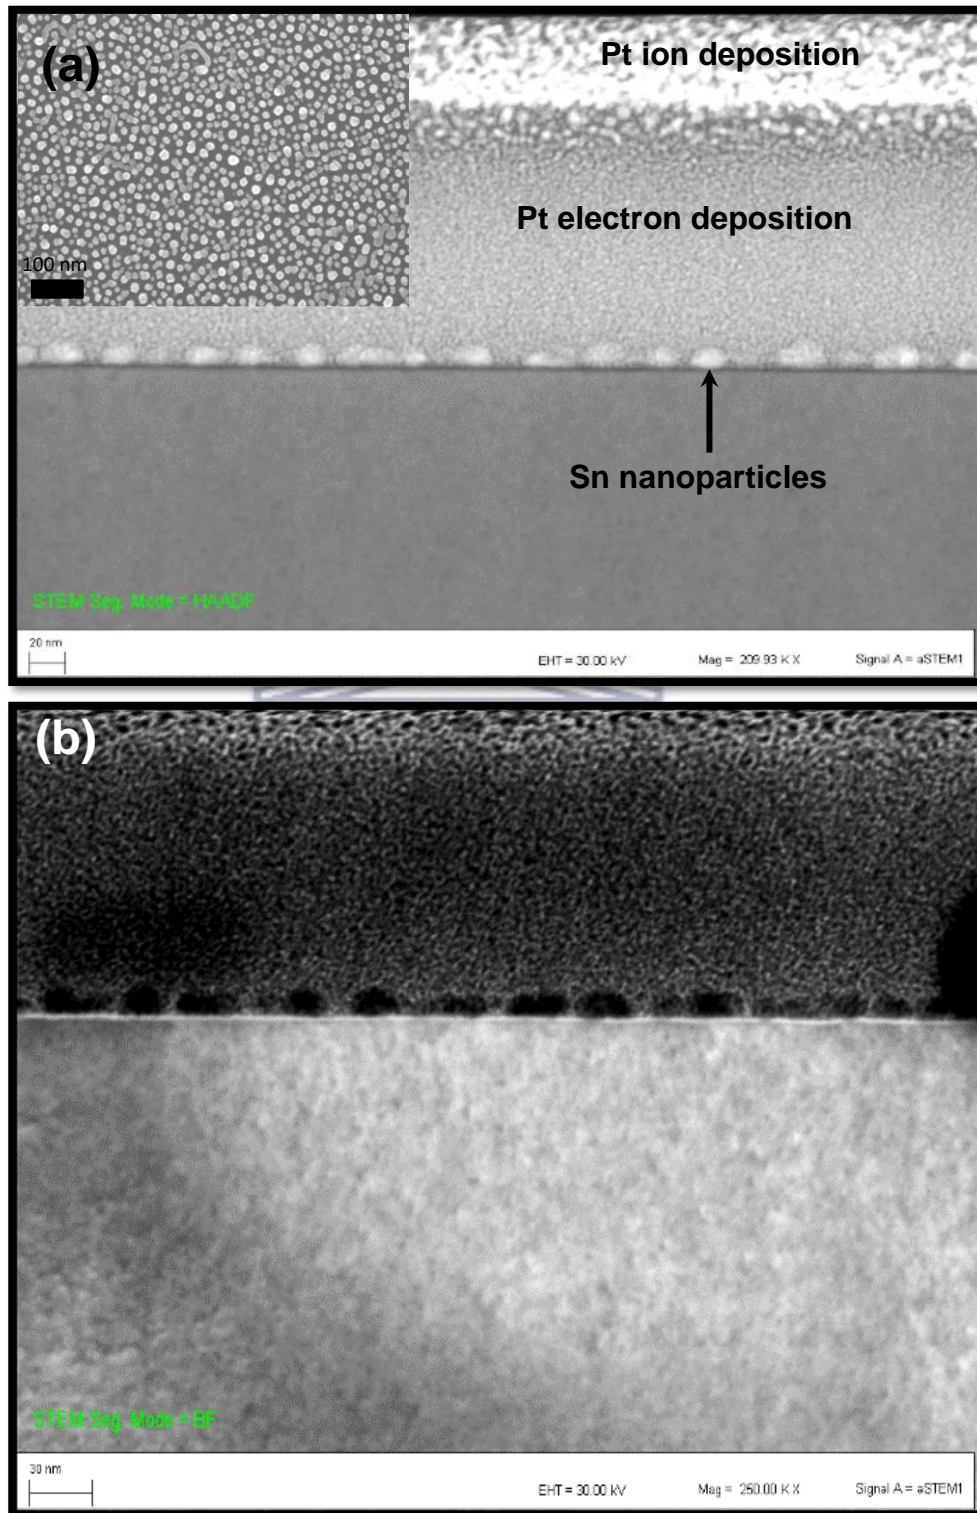 (a)
Pt ion deposition
Pt electron deposition
100 nm
Sn nanoparticles
STEM Seg. Mode = HAADF
20 nm
EHT = 30.00 kV Mag = 209.93 K X Signal A = aSTEM1
(b)
STEM Seg. Mode = BF
30 nm
EHT = 30.00 kV Mag = 250.00 K X Signal A = aSTEM1